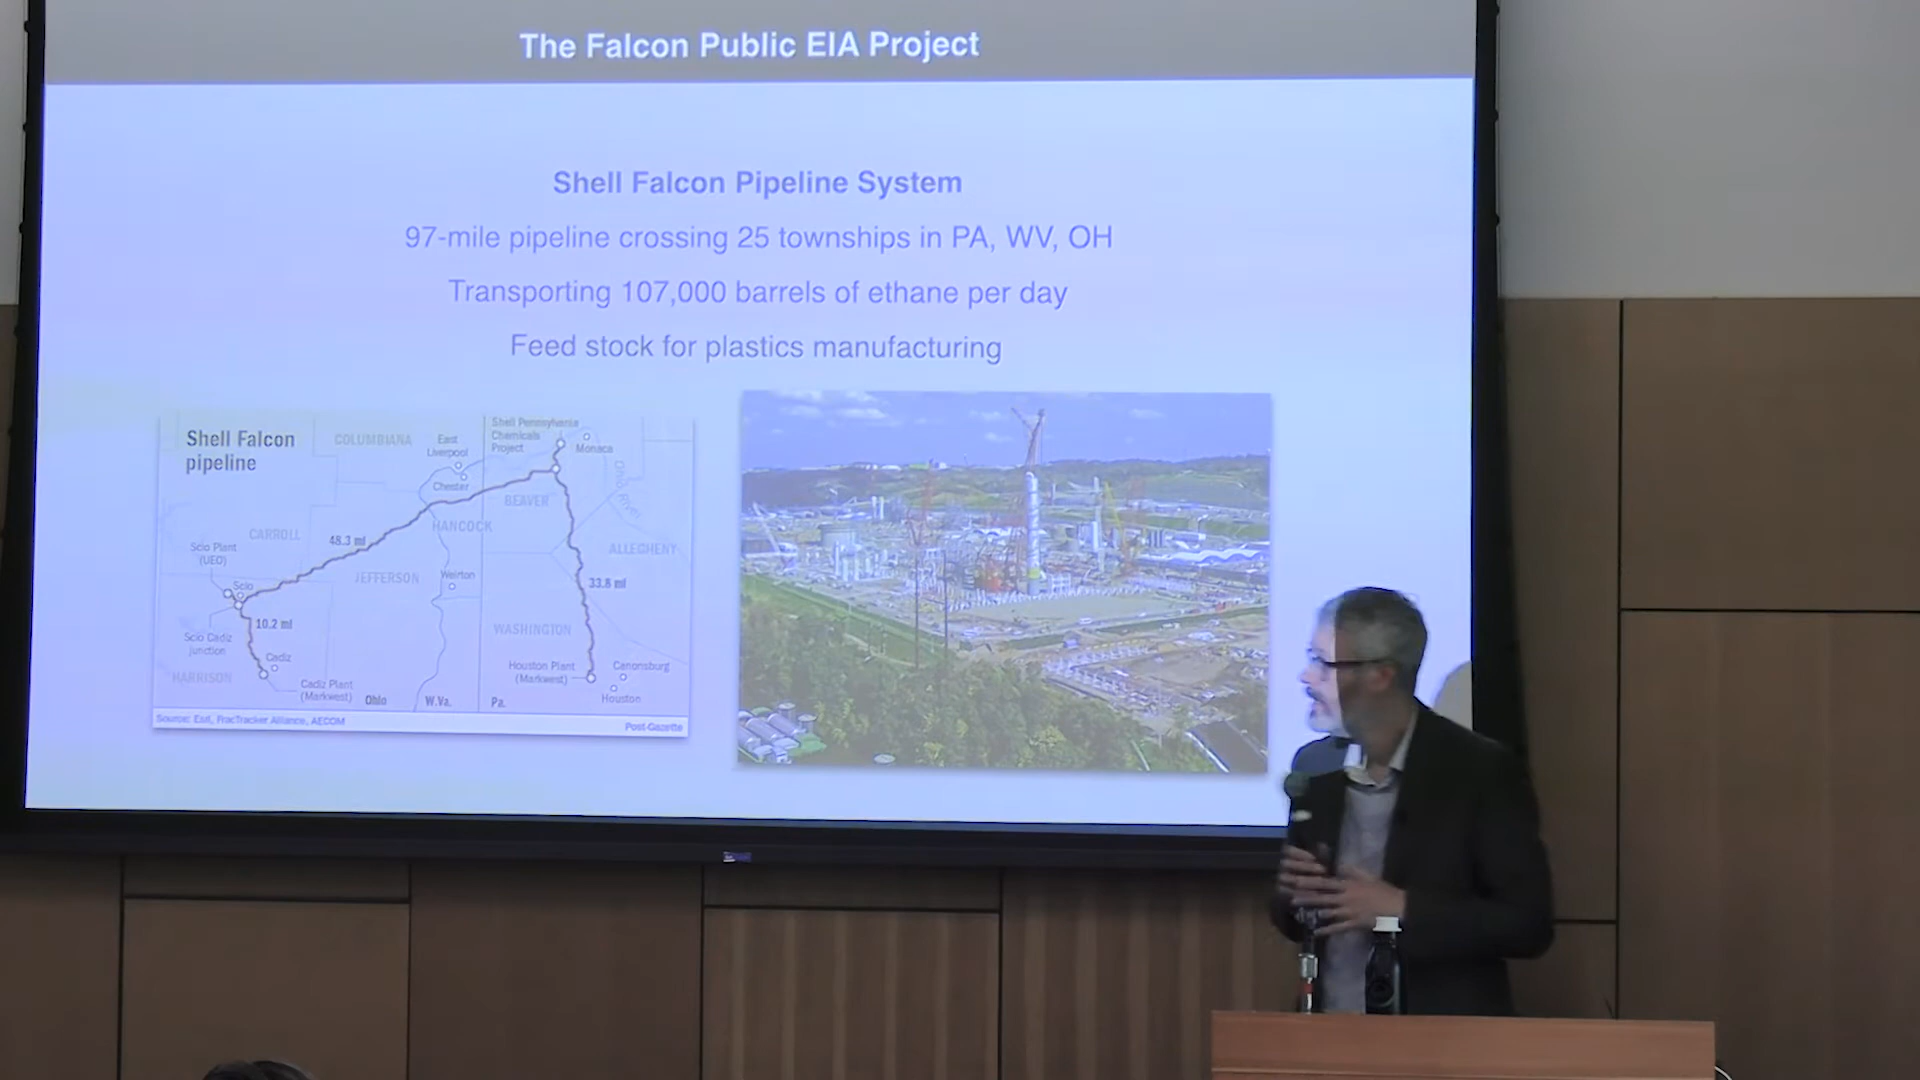 The Falcon Public EIA Project
Shell Falcon Pipeline System
97-mile pipeline crossing 25 townships in PA, WV, OH
Transporting 107,000 barrels of ethane per day
Feed stock for plastics manufacturing
Shell Falcon
pipeline
COLUMBIANA
East
Liverpool
Chester
Shell Pennsylvania
Chemicals
Project
Monaca
Ohio River
BEAVER
HANCOCK
CARROLL
48.3 mi
ALLEGHENY
Scio Plant
(UEO)
JEFFERSON
Weirton
33.8 mi
Scio
10.2 mi
Scio Cadiz
junction
WASHINGTON
Cadiz
HARRISON
Houston Plant
(Markwest)
Canonsburg
Houston
Cadiz Plant
(Markwest)
Ohio
W.Va.
Pa.
Source: Esri, FracTracker Alliance, AECOM
Post-Gazette